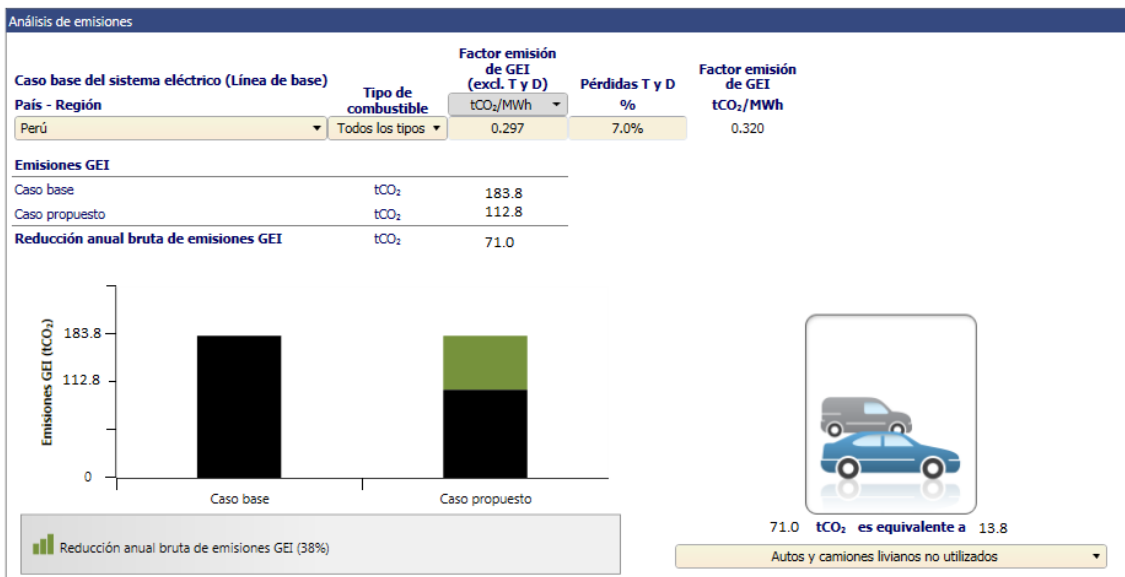 Análisis de emisiones
Factor emisión
de GEI
(excl. T y D)
Pérdidas T y D
Factor emisión
de GEI
Caso base del sistema eléctrico (Línea de base)
Tipo de
combustible
País - Región
tCO₂/MWh
%
tCO₂/MWh
Perú
Todos los tipos
0.297
7.0%
0.320
Emisiones GEI
Caso base tCO₂ 183.8
Caso propuesto tCO₂ 112.8
Reducción anual bruta de emisiones GEI tCO₂ 71.0
Emisiones GEI (tCO₂)
183.8
112.8
0
Caso base
Caso propuesto
Reducción anual bruta de emisiones GEI (38%)
71.0 tCO₂ es equivalente a 13.8
Autos y camiones livianos no utilizados